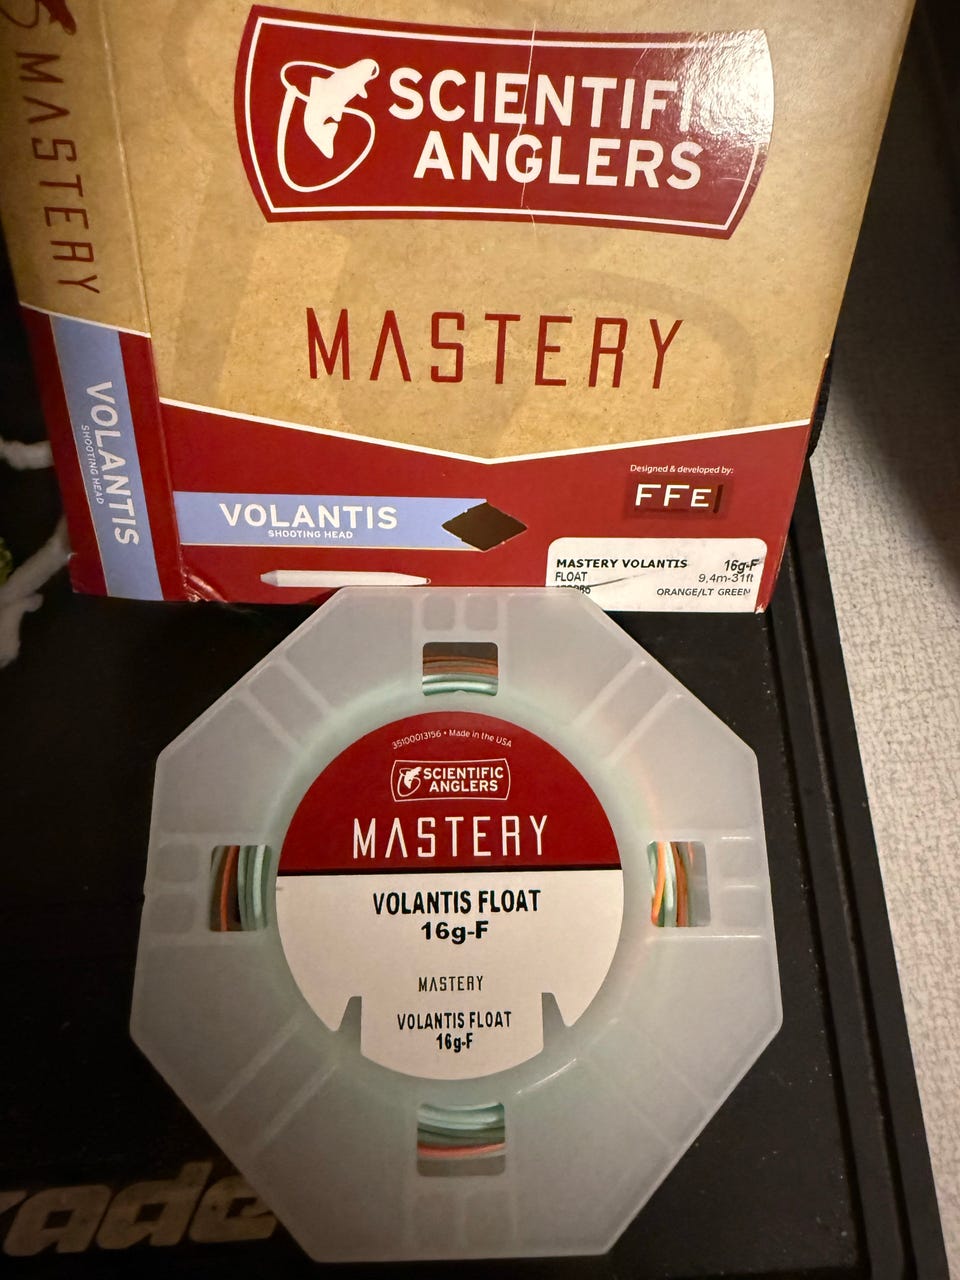 MASTERY
SCIENTIFIC
ANGLERS
MASTERY
VOLANTIS
SHOOTING HEAD
Designed & developed by:
FFE
VOLANTIS
SHOOTING HEAD
MASTERY VOLANTIS 16g-F
FLOAT 9,4m-31ft
ORANGE/LT GREEN
35100013156 • Made in the USA
SCIENTIFIC
ANGLERS
MASTERY
VOLANTIS FLOAT
16g-F
MASTERY
VOLANTIS FLOAT
16g-F